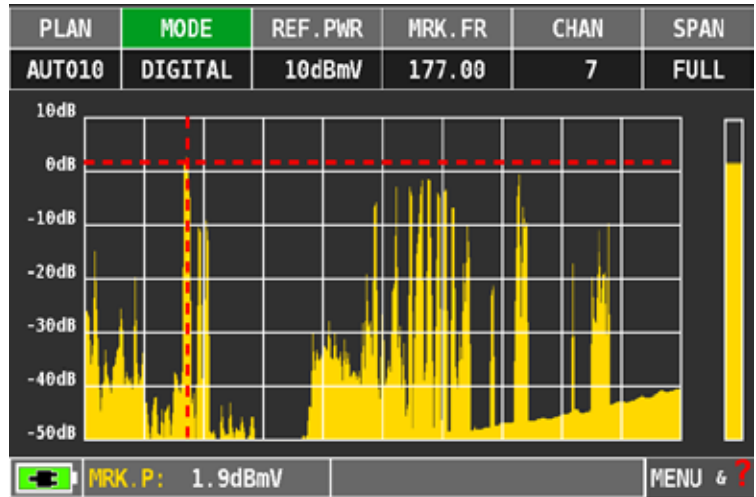 PLAN MODE REF.PWR MRK.FR CHAN SPAN
AUTO10 DIGITAL 10dBmV 177.00 7 FULL
10dB
0dB
-10dB
-20dB
-30dB
-40dB
-50dB
MRK.P: 1.9dBmV MENU & ?